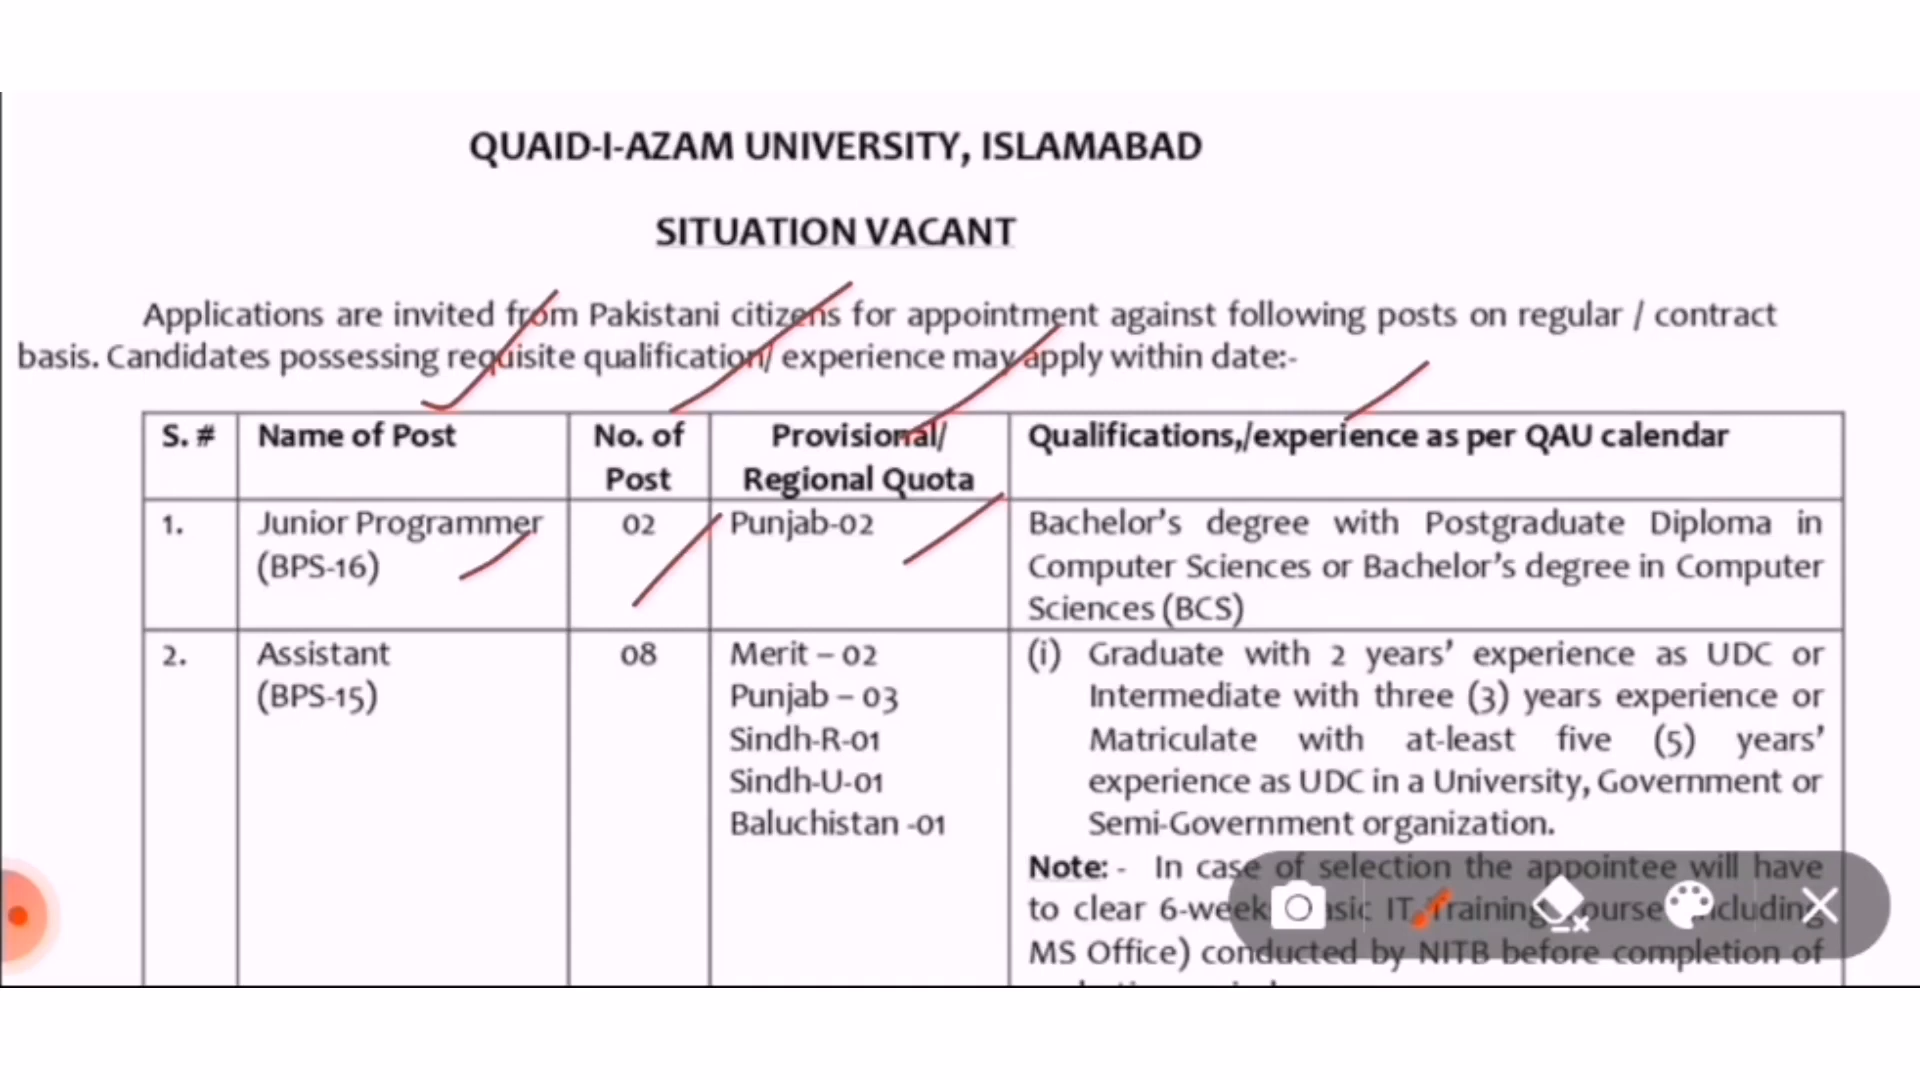 QUAID-I-AZAM UNIVERSITY, ISLAMABAD
SITUATION VACANT
Applications are invited from Pakistani citizens for appointment against following posts on regular / contract
basis. Candidates possessing requisite qualification/ experience may apply within date:-
S. # Name of Post No. of Post Provisional/ Regional Quota Qualifications,/experience as per QAU calendar
1. Junior Programmer (BPS-16) 02 Punjab-02
Bachelor's degree with Postgraduate Diploma in
Computer Sciences or Bachelor's degree in Computer
Sciences (BCS)
2. Assistant (BPS-15) 08
Merit – 02
Punjab – 03
Sindh-R-01
Sindh-U-01
Baluchistan -01
(i) Graduate with 2 years' experience as UDC or
Intermediate with three (3) years experience or
Matriculate with at-least five (5) years'
experience as UDC in a University, Government or
Semi-Government organization.
Note: - In case of selection the appointee will have
to clear 6-week IT Training
MS Office) conducted by NITB before completion of